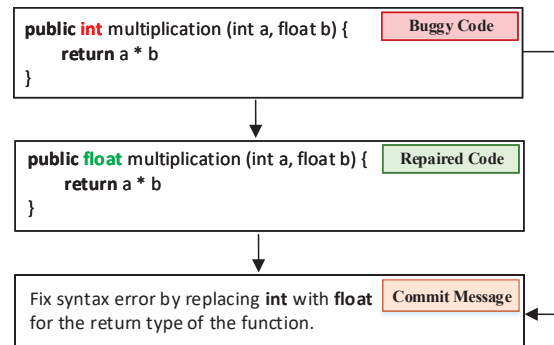 public int multiplication (int a, float b) {
return a * b
}
Buggy Code
public float multiplication (int a, float b) {
return a * b
}
Repaired Code
Fix syntax error by replacing int with float
for the return type of the function.
Commit Message